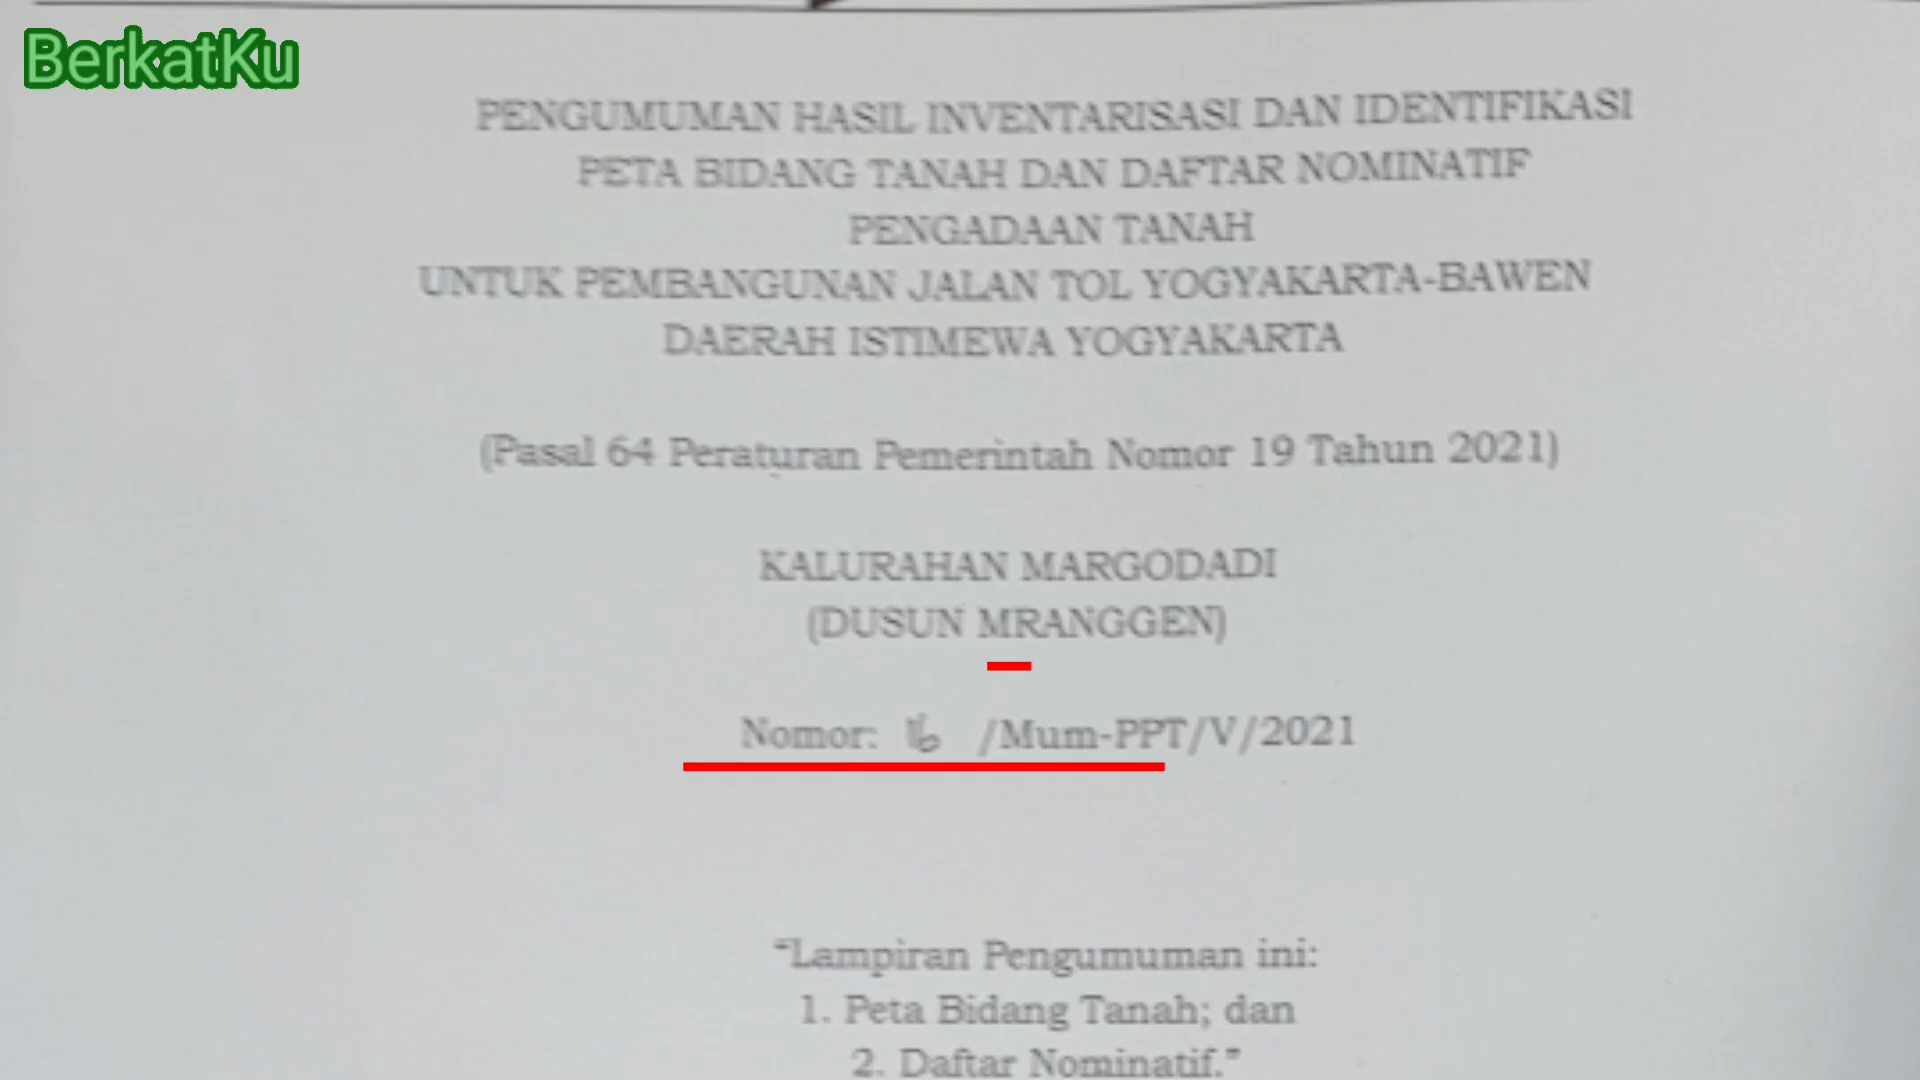 BerkatKu
PENGUMUMAN HASIL INVENTARISASI DAN IDENTIFIKASI
PETA BIDANG TANAH DAN DAFTAR NOMINATIF
PENGADAAN TANAH
UNTUK PEMBANGUNAN JALAN TOL YOGYAKARTA-BAWEN
DAERAH ISTIMEWA YOGYAKARTA
(Pasal 64 Peraturan Pemerintah Nomor 19 Tahun 2021)
KALURAHAN MARGODADI
(DUSUN MRANGGEN)
Nomor: 16 /Mum-PPT/V/2021
"Lampiran Pengumuman ini:
1. Peta Bidang Tanah; dan
2. Daftar Nominatif."